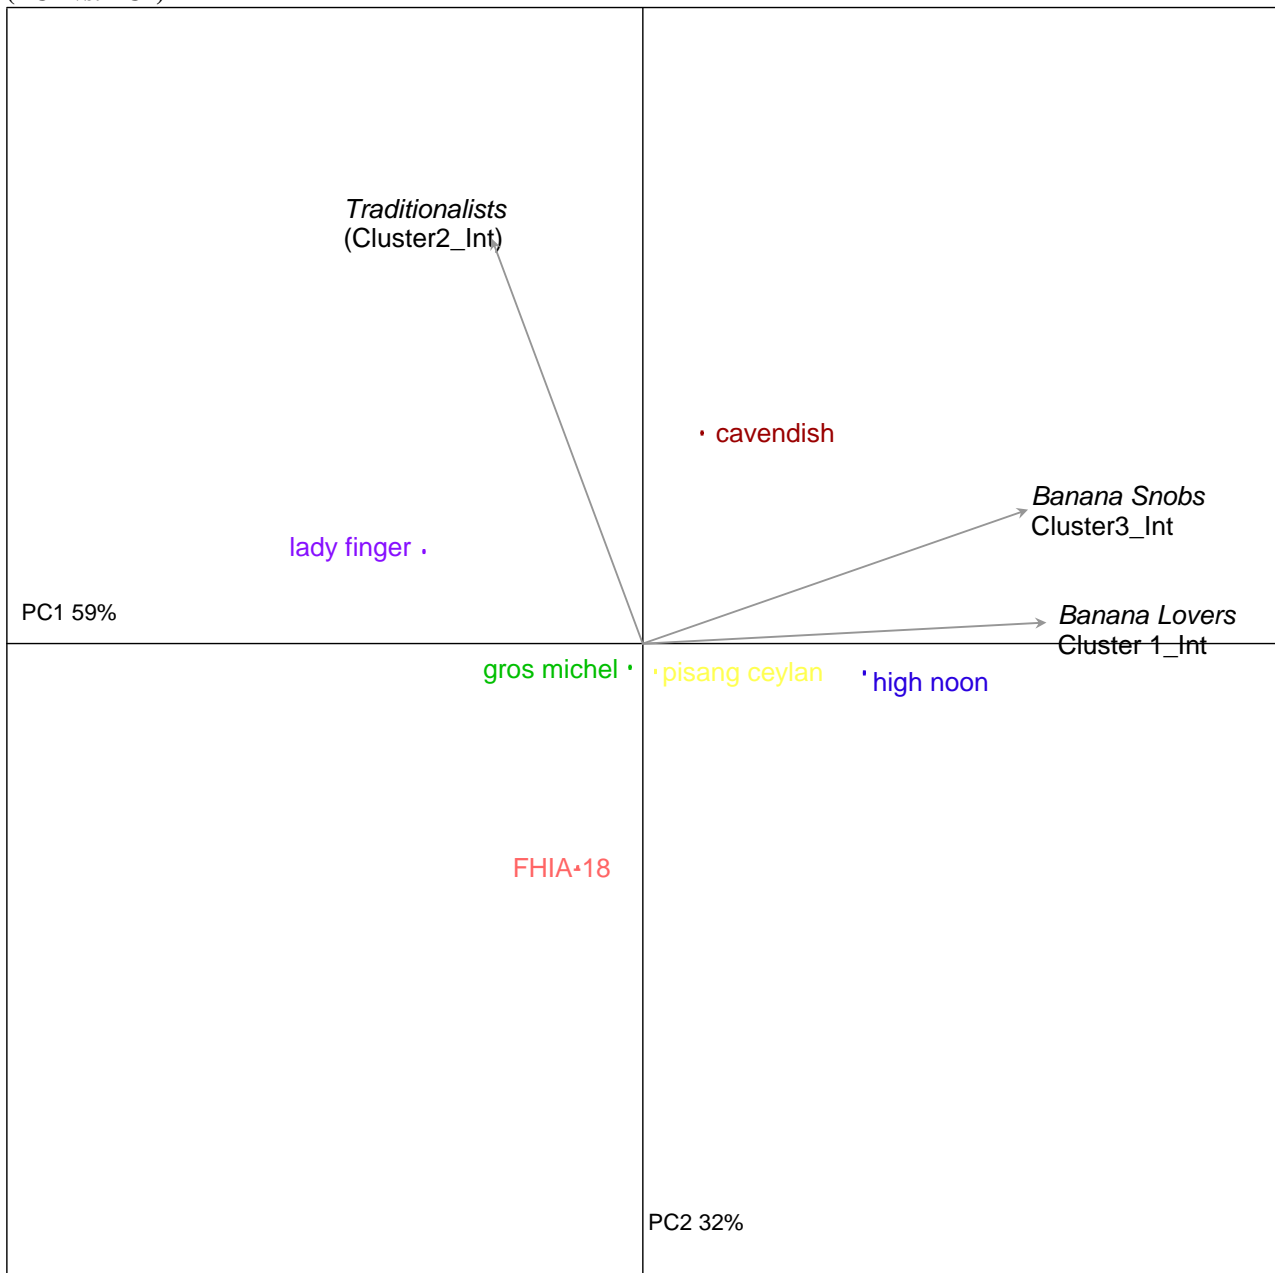 Traditionalists
(Cluster2_Int)
cavendish
Banana Snobs
Cluster3_Int
lady finger
PC1 59%
Banana Lovers
Cluster 1_Int
gros michel
pisang ceylan
high noon
FHIA-18
PC2 32%